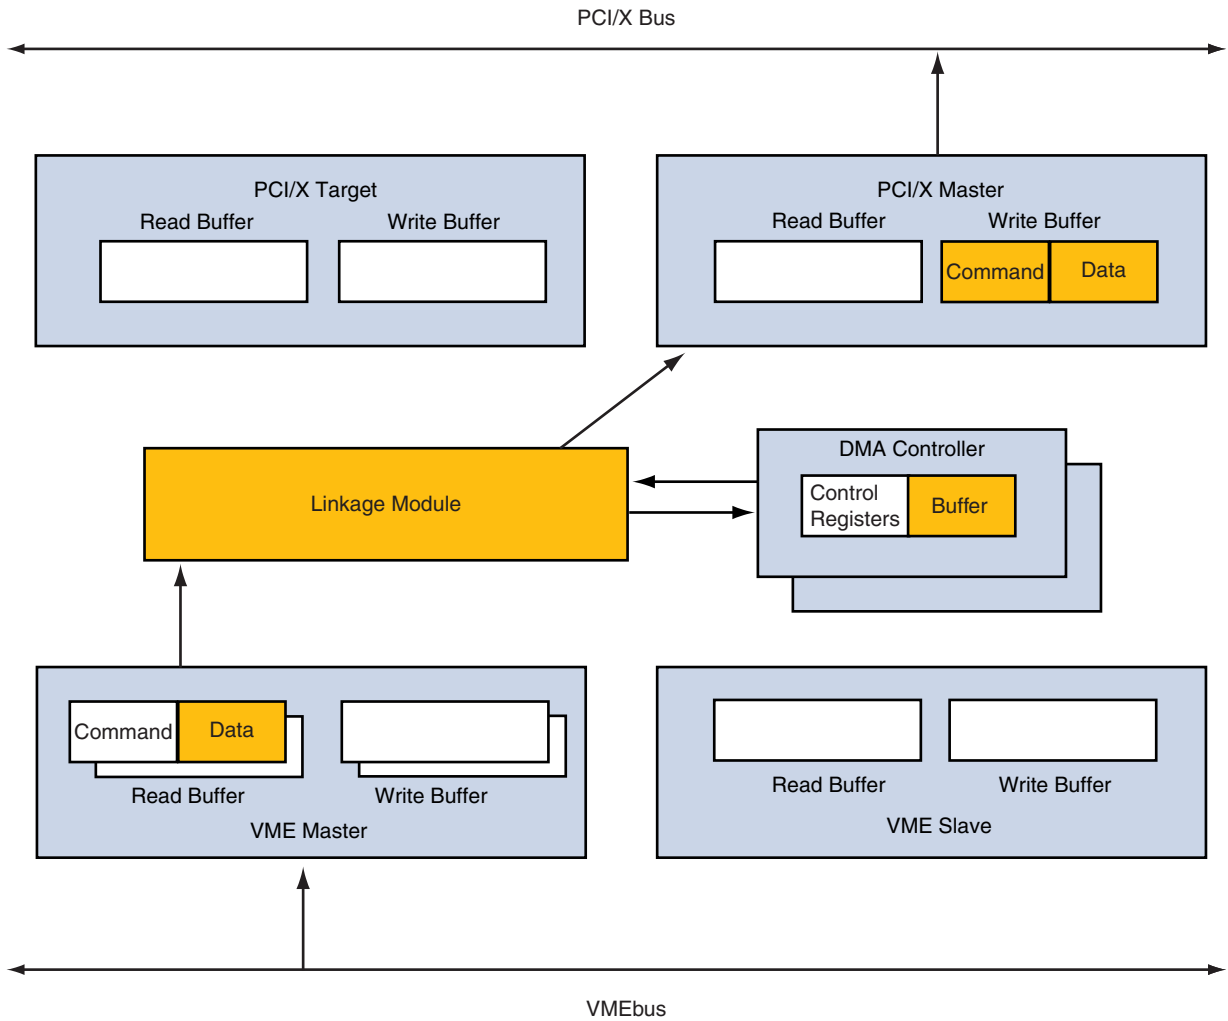 PCI/X Bus
PCI/X Target
Read Buffer
Write Buffer
PCI/X Master
Read Buffer
Write Buffer
Command
Data
Linkage Module
DMA Controller
Control
Registers
Buffer
Command
Data
Read Buffer
Write Buffer
VME Master
Read Buffer
Write Buffer
VME Slave
VMEbus